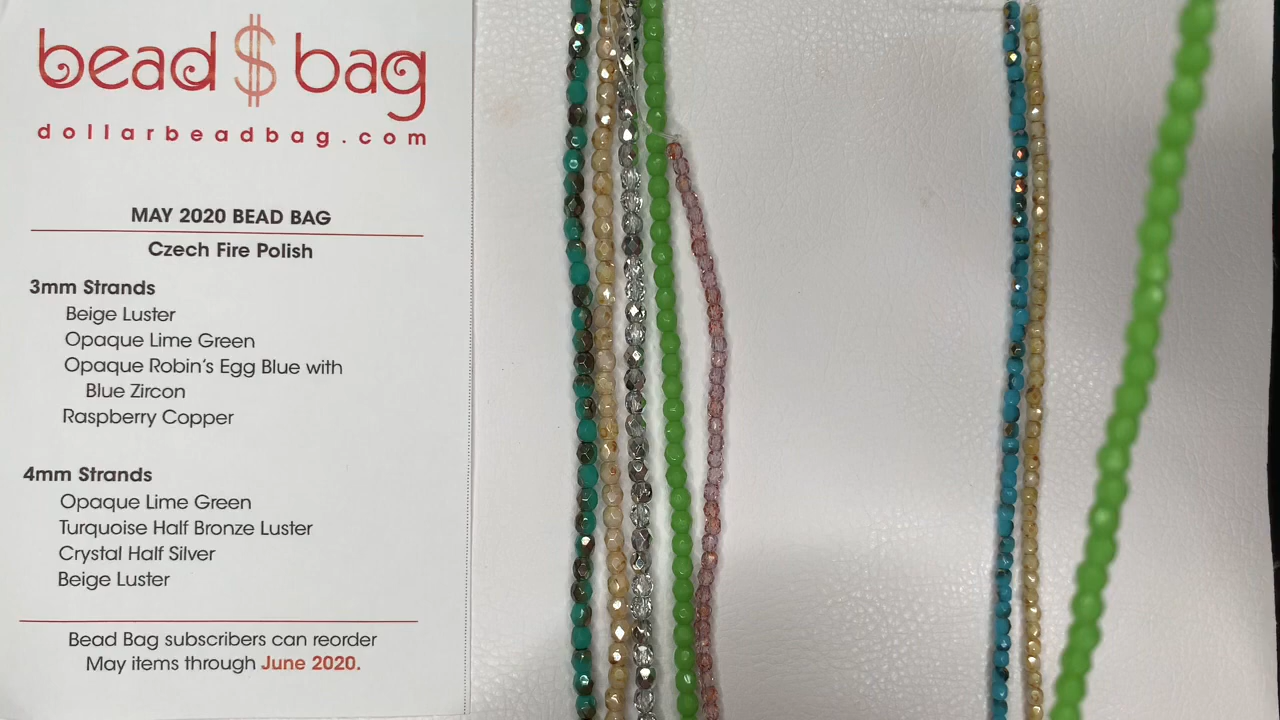 bead $ bag
dollarbeadbag.com
MAY 2020 BEAD BAG
Czech Fire Polish
3mm Strands
Beige Luster
Opaque Lime Green
Opaque Robin's Egg Blue with
Blue Zircon
Raspberry Copper
4mm Strands
Opaque Lime Green
Turquoise Half Bronze Luster
Crystal Half Silver
Beige Luster
Bead Bag subscribers can reorder
May items through June 2020.